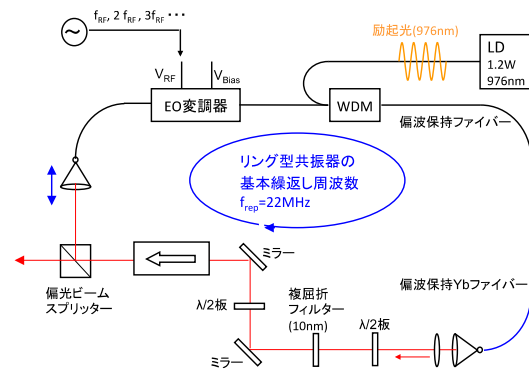 f_RF, 2 f_RF, 3f_RF ･･･
励起光(976nm)
LD
1.2W
976nm
V_RF
V_Bias
EO変調器
WDM
偏波保持ファイバー
リング型共振器の
基本繰返し周波数
f_rep=22MHz
ミラー
偏光ビーム
スプリッター
λ/2板
複屈折
フィルター
(10nm)
λ/2板
偏波保持Ybファイバー
ミラー